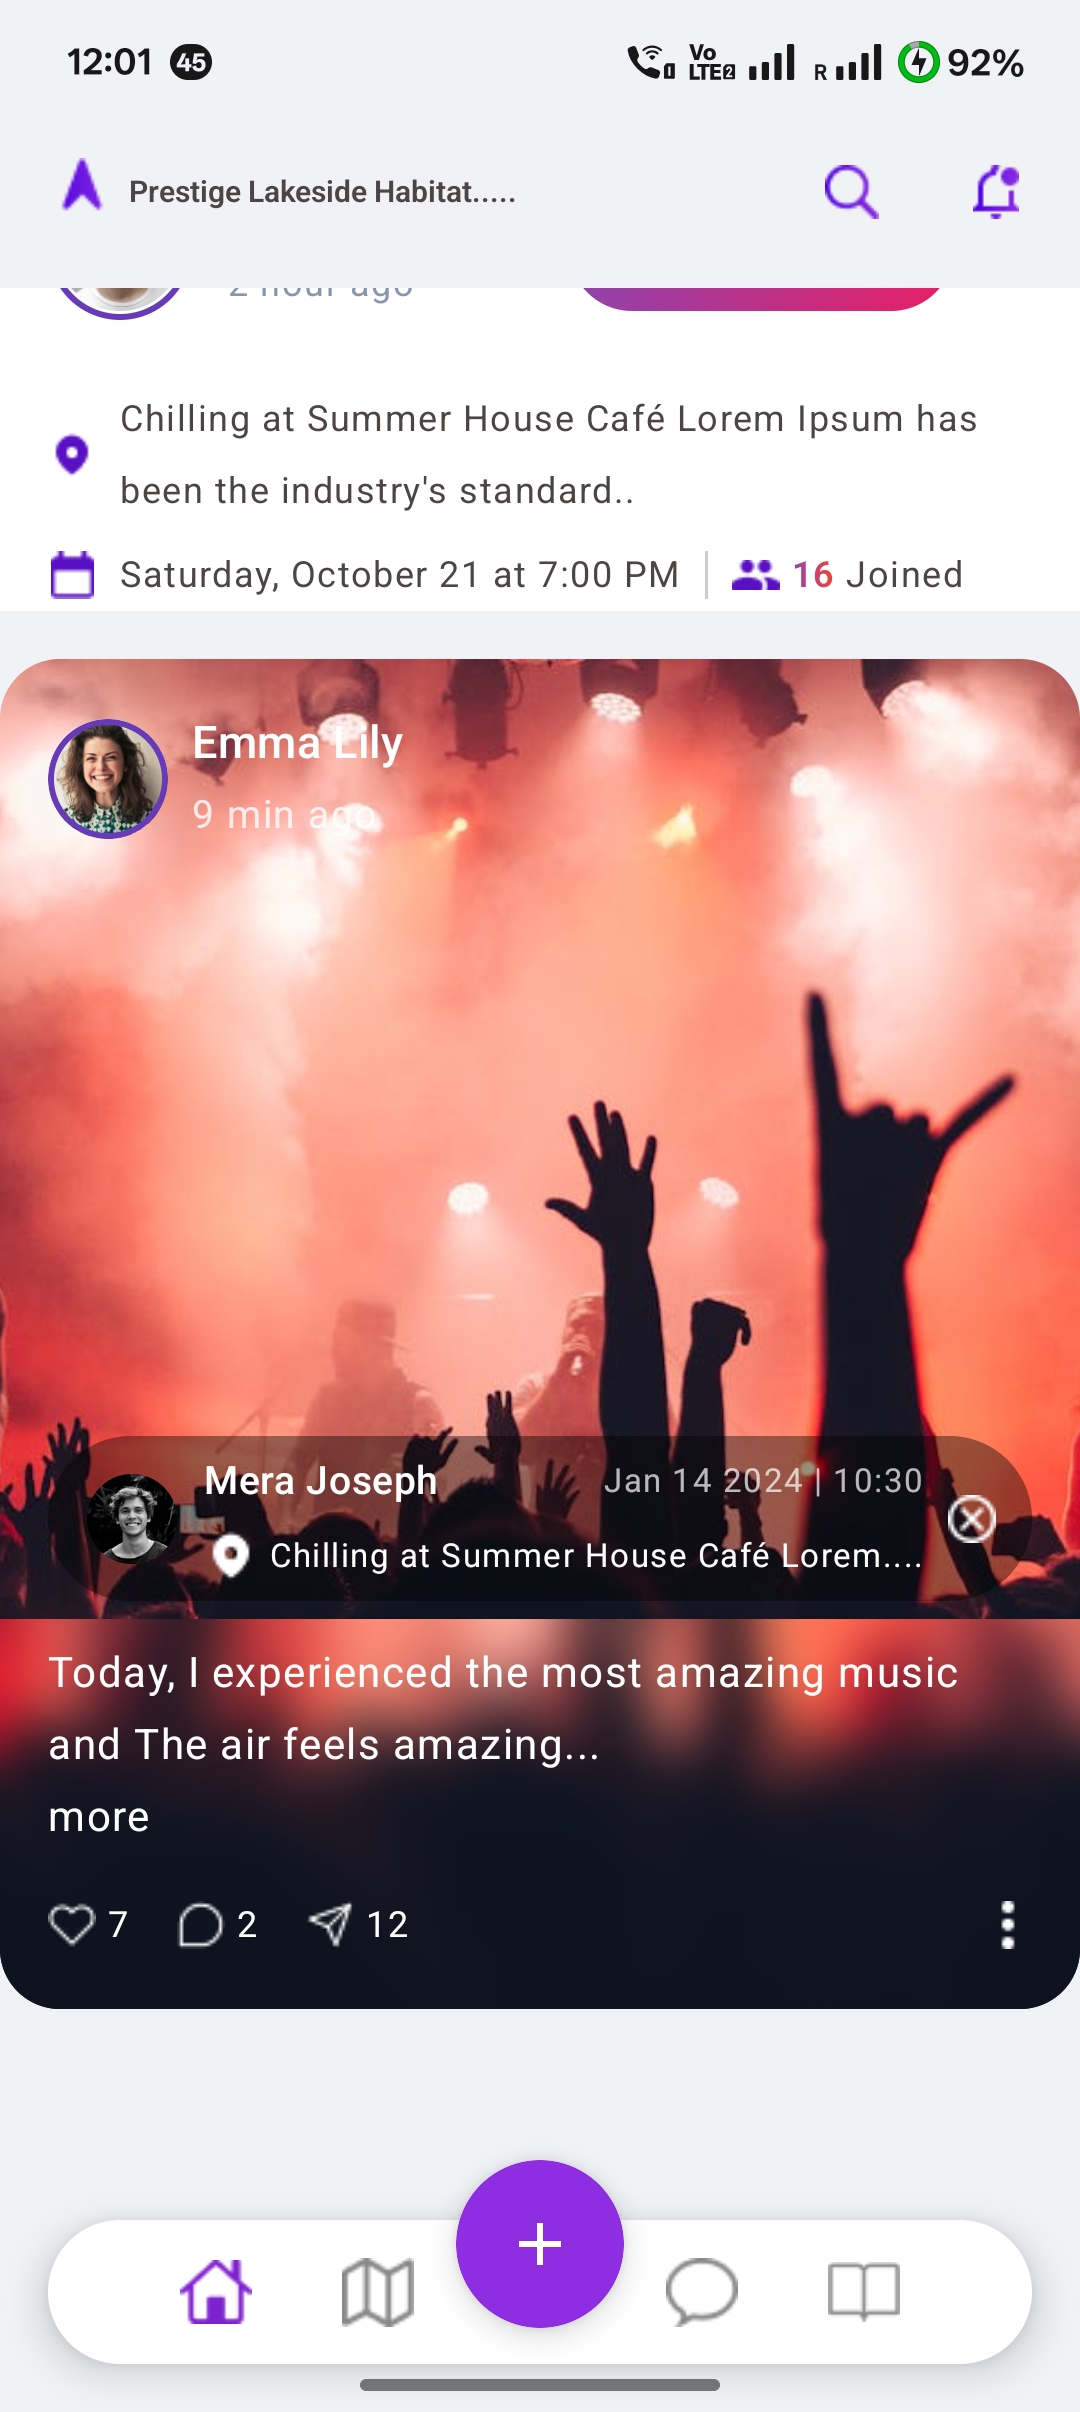 12:01 45 Vo LTE2 R 92%
Prestige Lakeside Habitat.....
2 hour ago
Chilling at Summer House Café Lorem Ipsum has
been the industry's standard..
Saturday, October 21 at 7:00 PM 16 Joined
Emma Lily
9 min ago
Mera Joseph Jan 14 2024 | 10:30
Chilling at Summer House Café Lorem....
Today, I experienced the most amazing music
and The air feels amazing...
more
7 2 12